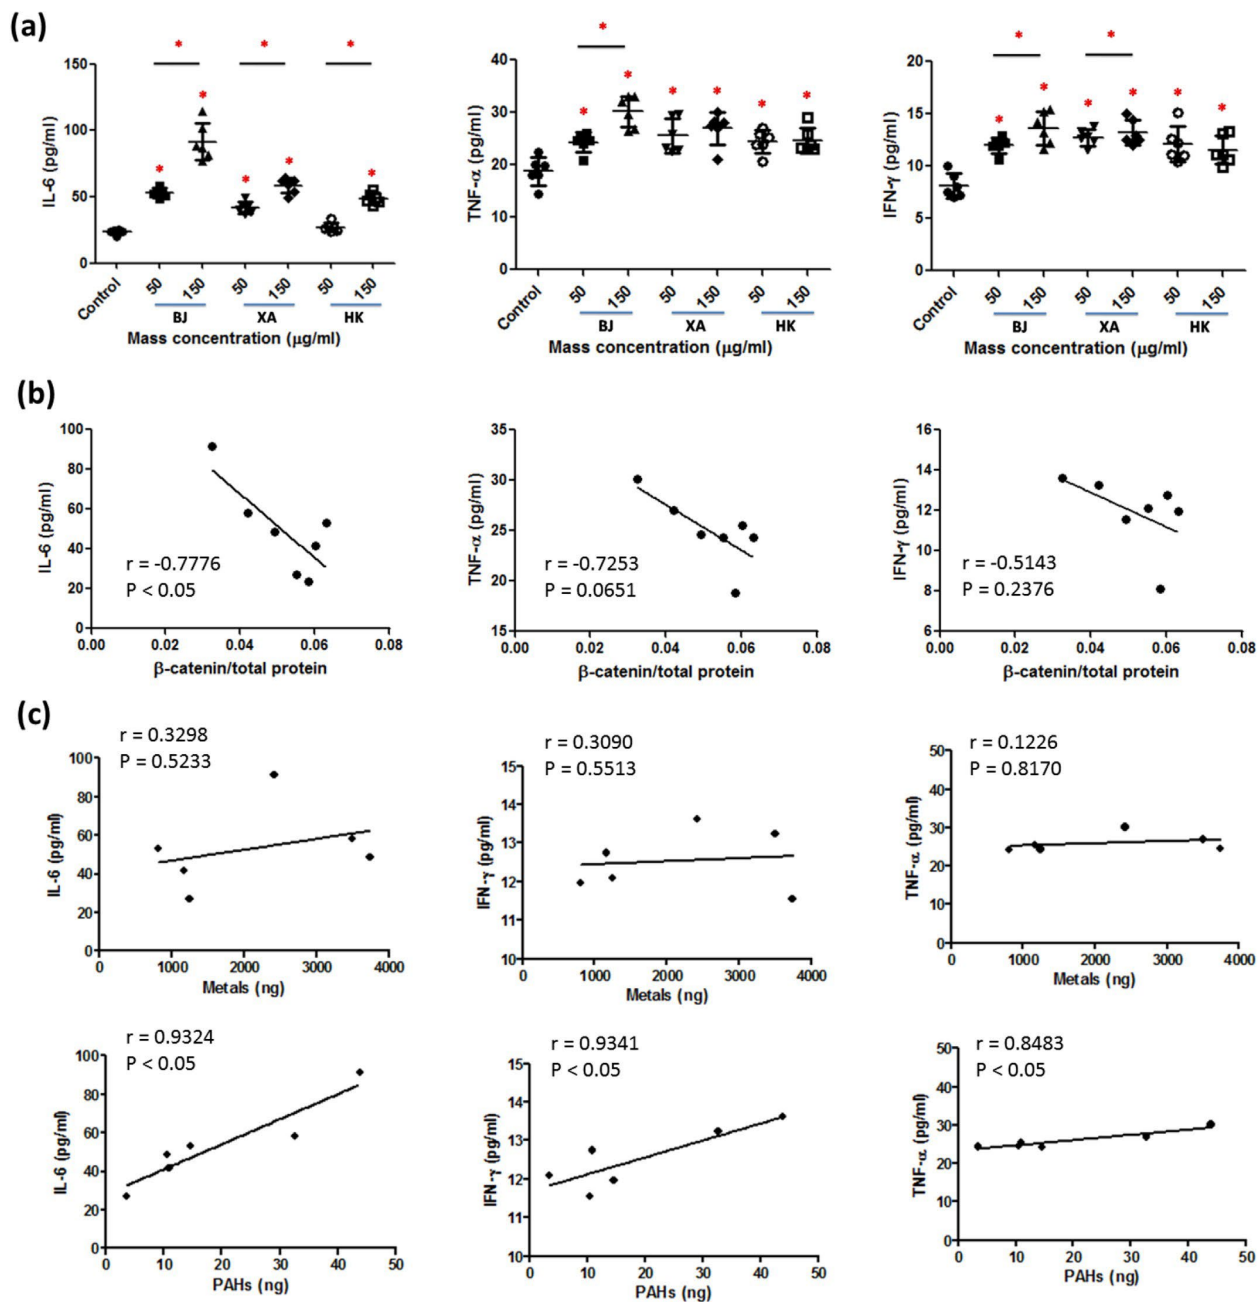 (a)
*
*
*
150
100
50
0
IL-6 (pg/ml)
*
*
*
*
*
Control
50
150
50
150
50
150
BJ
XA
HK
Mass concentration (μg/ml)
*
40
30
20
10
0
TNF-α (pg/ml)
*
*
*
*
*
*
Control
50
150
50
150
50
150
BJ
XA
HK
Mass concentration (μg/ml)
*
*
20
15
10
5
0
IFN-γ (pg/ml)
*
*
*
*
*
*
Control
50
150
50
150
50
150
BJ
XA
HK
Mass concentration (μg/ml)
(b)
100
80
60
40
20
0
IL-6 (pg/ml)
r = -0.7776
P < 0.05
0.00 0.02 0.04 0.06 0.08
β-catenin/total protein
35
30
25
20
15
TNF-α (pg/ml)
r = -0.7253
P = 0.0651
0.00 0.02 0.04 0.06 0.08
β-catenin/total protein
16
14
12
10
8
6
IFN-γ (pg/ml)
r = -0.5143
P = 0.2376
0.00 0.02 0.04 0.06 0.08
β-catenin/total protein
(c)
r = 0.3298
P = 0.5233
100
80
60
40
20
0
IL-6 (pg/ml)
0 1000 2000 3000 4000
Metals (ng)
r = 0.3090
P = 0.5513
15
14
13
12
11
10
IFN-γ (pg/ml)
0 1000 2000 3000 4000
Metals (ng)
r = 0.1226
P = 0.8170
50
40
30
20
10
0
TNF-α (pg/ml)
0 1000 2000 3000 4000
Metals (ng)
r = 0.9324
P < 0.05
100
80
60
40
20
0
IL-6 (pg/ml)
0 10 20 30 40 50
PAHs (ng)
r = 0.9341
P < 0.05
15
14
13
12
11
10
IFN-γ (pg/ml)
0 10 20 30 40 50
PAHs (ng)
r = 0.8483
P < 0.05
50
40
30
20
10
0
TNF-α (pg/ml)
0 10 20 30 40 50
PAHs (ng)